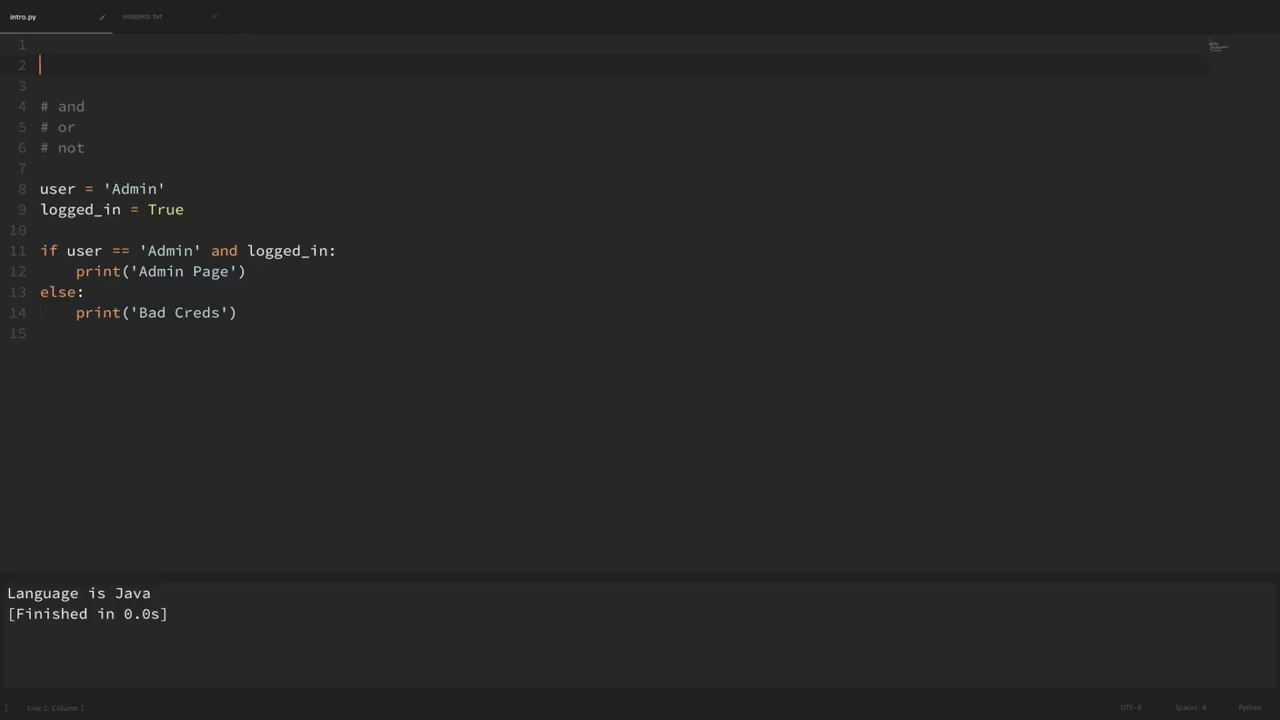 intro.py
snippets.txt
1
2
3
4 # and
5 # or
6 # not
7
8 user = 'Admin'
9 logged_in = True
10
11 if user == 'Admin' and logged_in:
12     print('Admin Page')
13 else:
14     print('Bad Creds')
15
Language is Java
[Finished in 0.0s]
Line 2, Column 1
UTF-8
Spaces: 4
Python